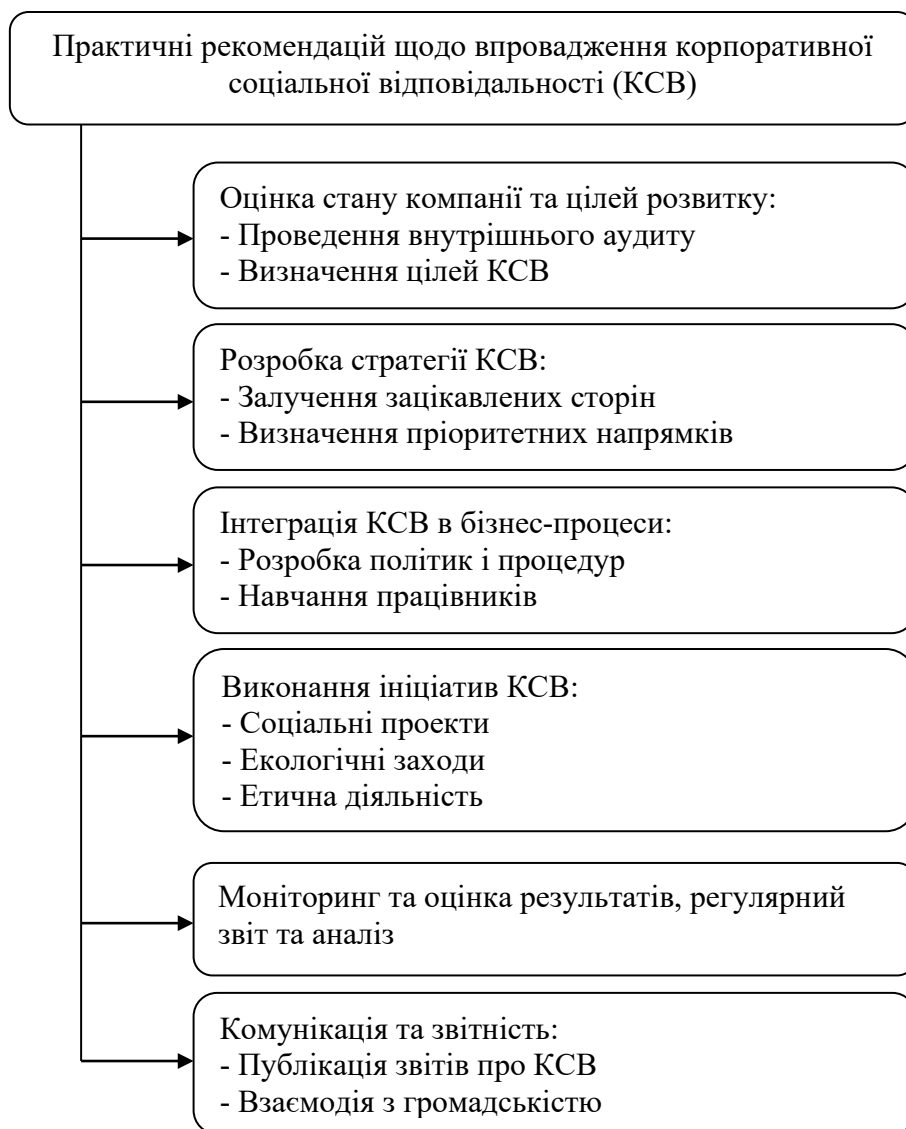 Практичні рекомендацій щодо впровадження корпоративної
соціальної відповідальності (КСВ)
Оцінка стану компанії та цілей розвитку:
- Проведення внутрішнього аудиту
- Визначення цілей КСВ
Розробка стратегії КСВ:
- Залучення зацікавлених сторін
- Визначення пріоритетних напрямків
Інтеграція КСВ в бізнес-процеси:
- Розробка політик і процедур
- Навчання працівників
Виконання ініціатив КСВ:
- Соціальні проекти
- Екологічні заходи
- Етична діяльність
Моніторинг та оцінка результатів, регулярний
звіт та аналіз
Комунікація та звітність:
- Публікація звітів про КСВ
- Взаємодія з громадськістю